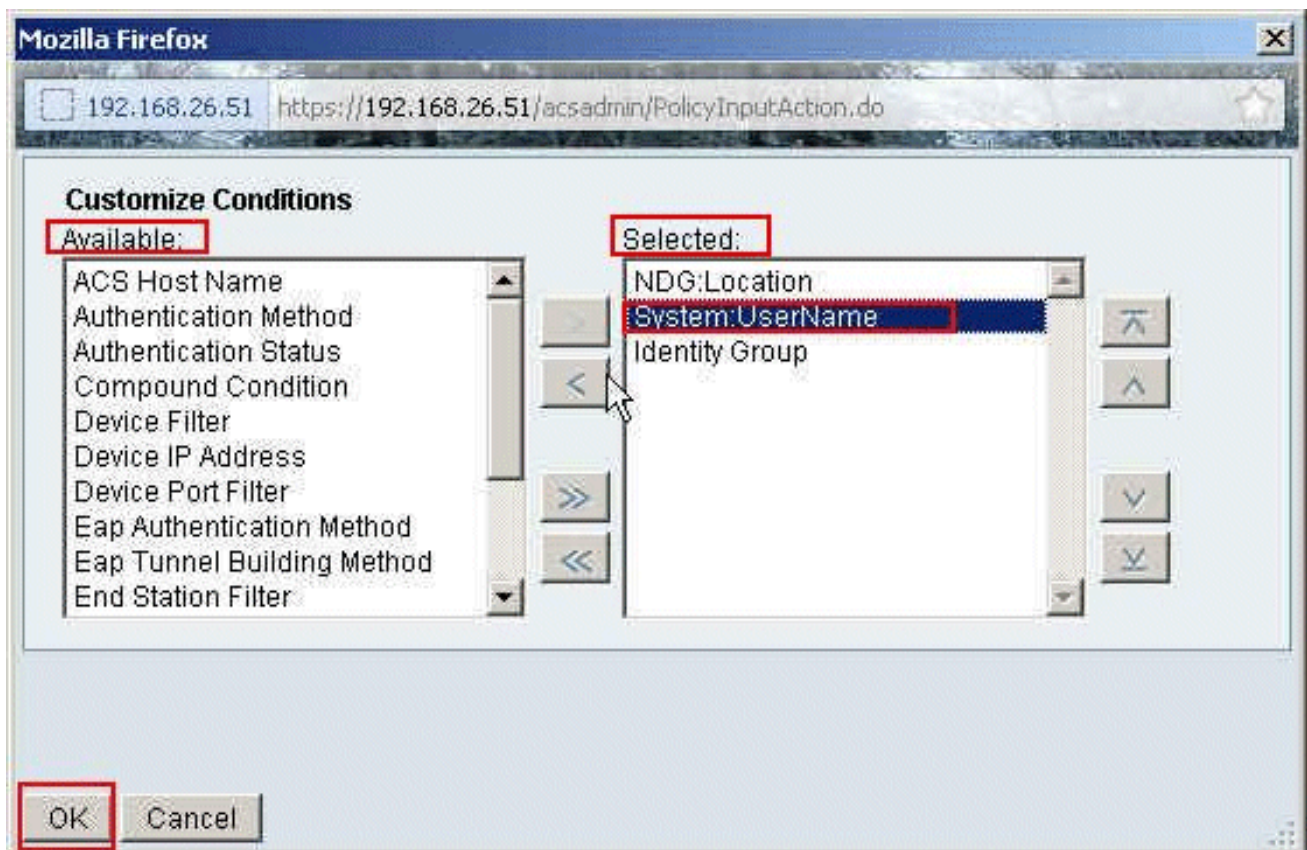 Mozilla Firefox
192.168.26.51 https://192.168.26.51/acsadmin/PolicyInputAction.do
Customize Conditions
Available:
ACS Host Name
Authentication Method
Authentication Status
Compound Condition
Device Filter
Device IP Address
Device Port Filter
Eap Authentication Method
Eap Tunnel Building Method
End Station Filter
Selected:
NDG:Location
System:UserName
Identity Group
OK
Cancel